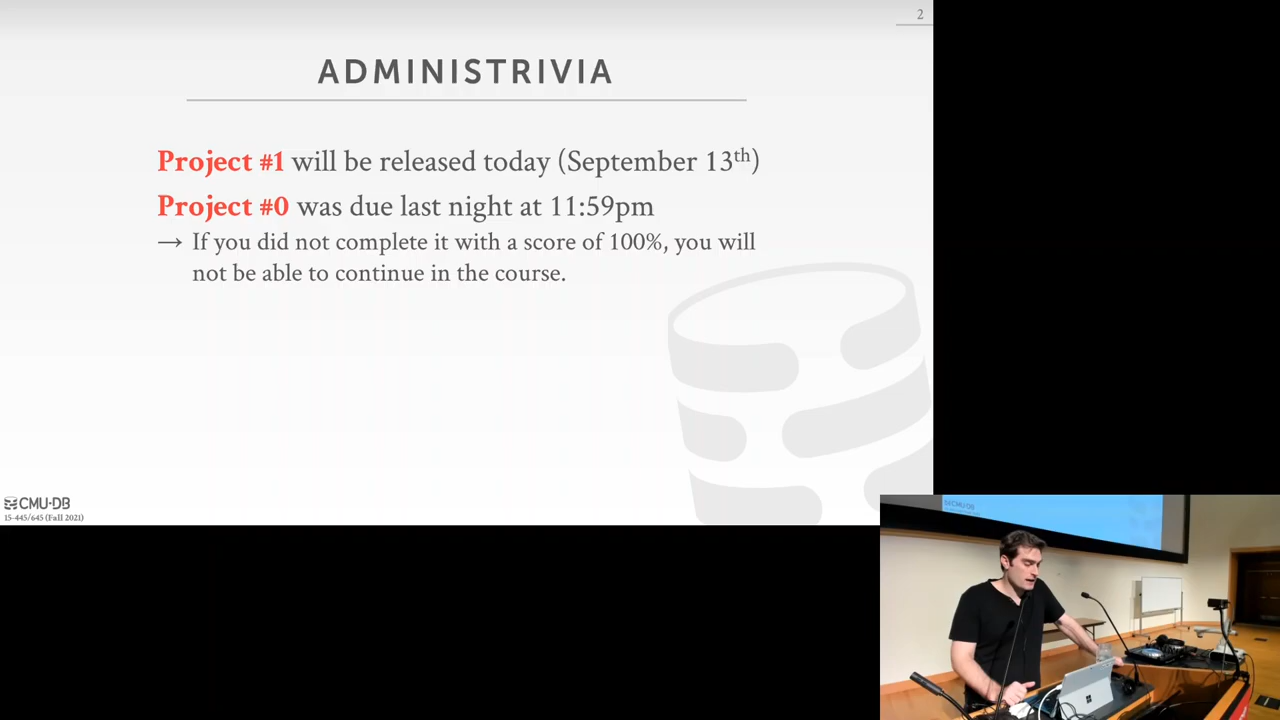 2
ADMINISTRIVIA
Project #1 will be released today (September 13th)
Project #0 was due last night at 11:59pm
→ If you did not complete it with a score of 100%, you will
not be able to continue in the course.
CMU·DB
15-445/645 (Fall 2021)